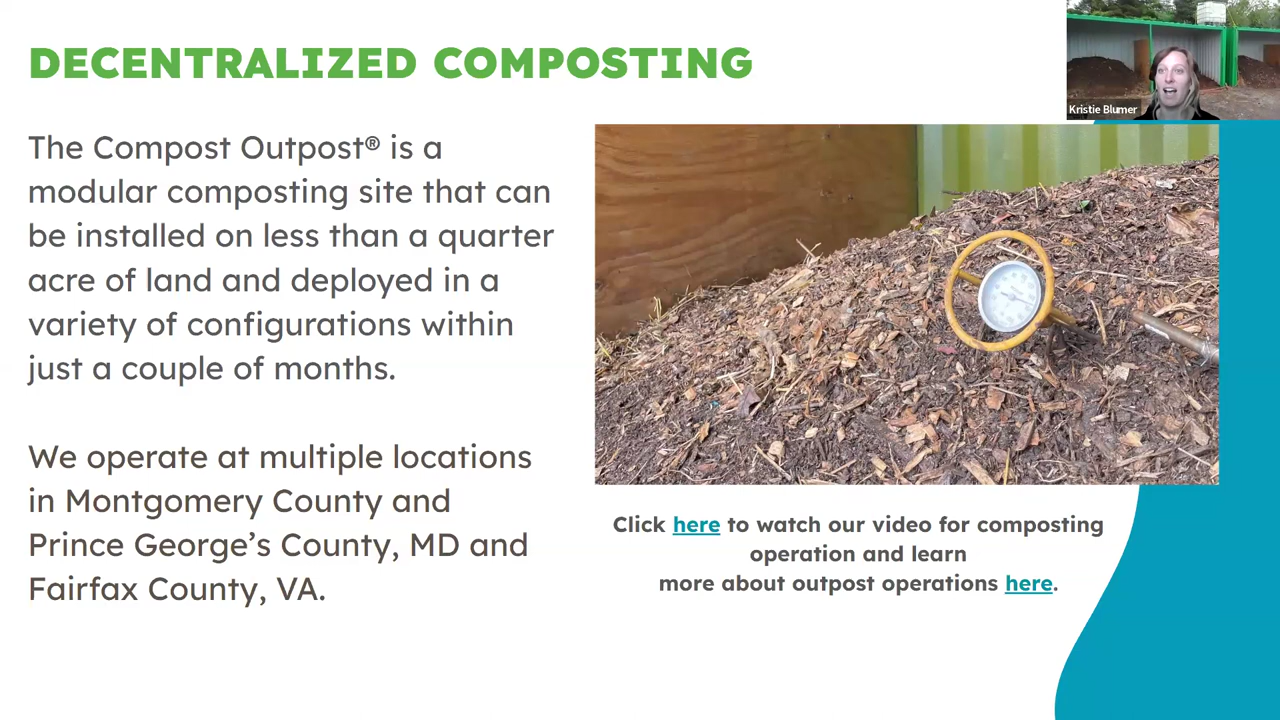 DECENTRALIZED COMPOSTING
Kristie Blumer
The Compost Outpost® is a
modular composting site that can
be installed on less than a quarter
acre of land and deployed in a
variety of configurations within
just a couple of months.
We operate at multiple locations
in Montgomery County and
Prince George’s County, MD and
Fairfax County, VA.
Click here to watch our video for composting
operation and learn
more about outpost operations here.